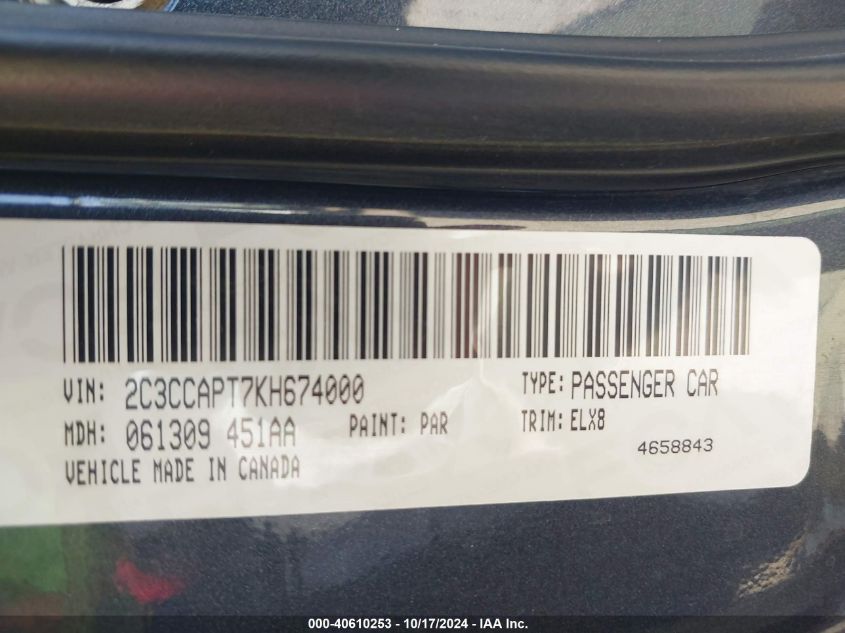 VIN: 2C3CCAPT7KH674000 TYPE: PASSENGER CAR
MDH: 061309 451AA PAINT: PAR TRIM: ELX8
VEHICLE MADE IN CANADA 4658843
000-40610253 - 10/17/2024 - IAA Inc.